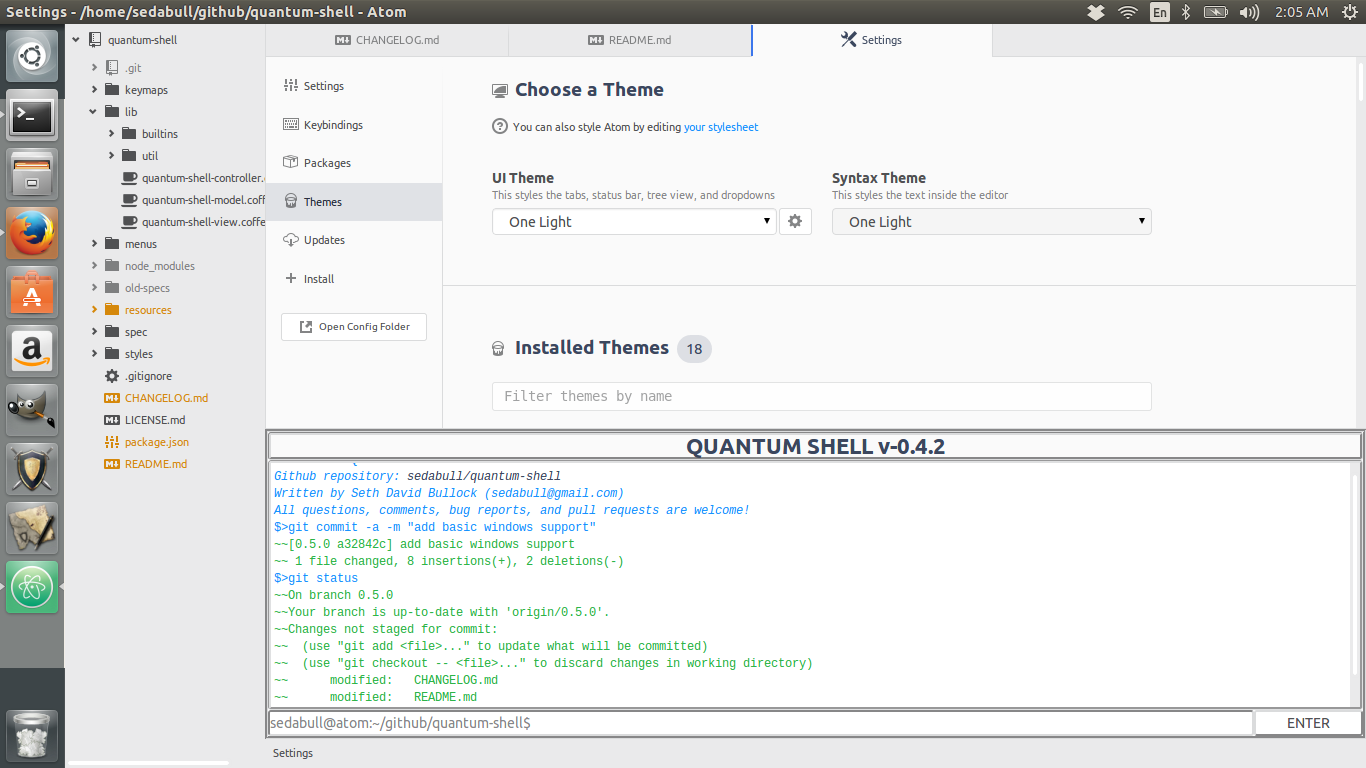 Settings - /home/sedabull/github/quantum-shell - Atom
En
2:05 AM
quantum-shell
.git
keymaps
lib
builtins
util
quantum-shell-controller.
quantum-shell-model.coff
quantum-shell-view.coffe
menus
node_modules
old-specs
resources
spec
styles
.gitignore
CHANGELOG.md
LICENSE.md
package.json
README.md
CHANGELOG.md
README.md
Settings
Settings
Keybindings
Packages
Themes
Updates
Install
Open Config Folder
Choose a Theme
You can also style Atom by editing your stylesheet
UI Theme
This styles the tabs, status bar, tree view, and dropdowns
One Light
Syntax Theme
This styles the text inside the editor
One Light
Installed Themes 18
Filter themes by name
QUANTUM SHELL v-0.4.2
Github repository: sedabull/quantum-shell
Written by Seth David Bullock (sedabull@gmail.com)
All questions, comments, bug reports, and pull requests are welcome!
$>git commit -a -m "add basic windows support"
~~[0.5.0 a32842c] add basic windows support
~~ 1 file changed, 8 insertions(+), 2 deletions(-)
$>git status
~~On branch 0.5.0
~~Your branch is up-to-date with 'origin/0.5.0'.
~~Changes not staged for commit:
~~  (use "git add <file>..." to update what will be committed)
~~  (use "git checkout -- <file>..." to discard changes in working directory)
~~      modified:   CHANGELOG.md
~~      modified:   README.md
sedabull@atom:~/github/quantum-shell$
ENTER
Settings